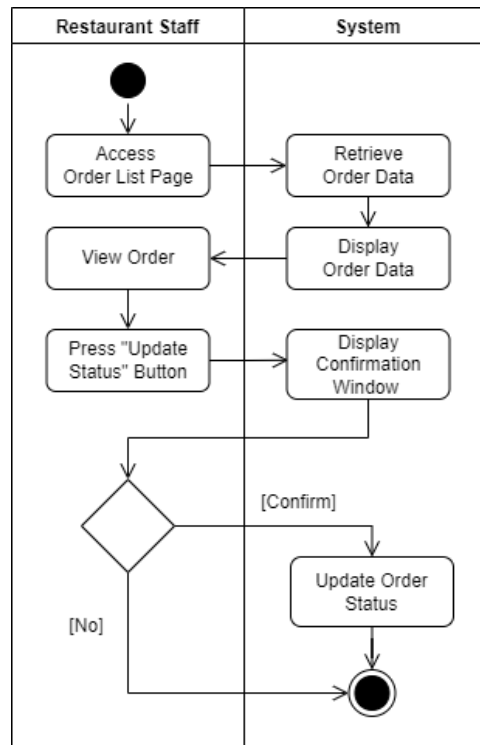 Restaurant Staff
System
Access
Order List Page
Retrieve
Order Data
View Order
Display
Order Data
Press "Update
Status" Button
Display
Confirmation
Window
[Confirm]
Update Order
Status
[No]